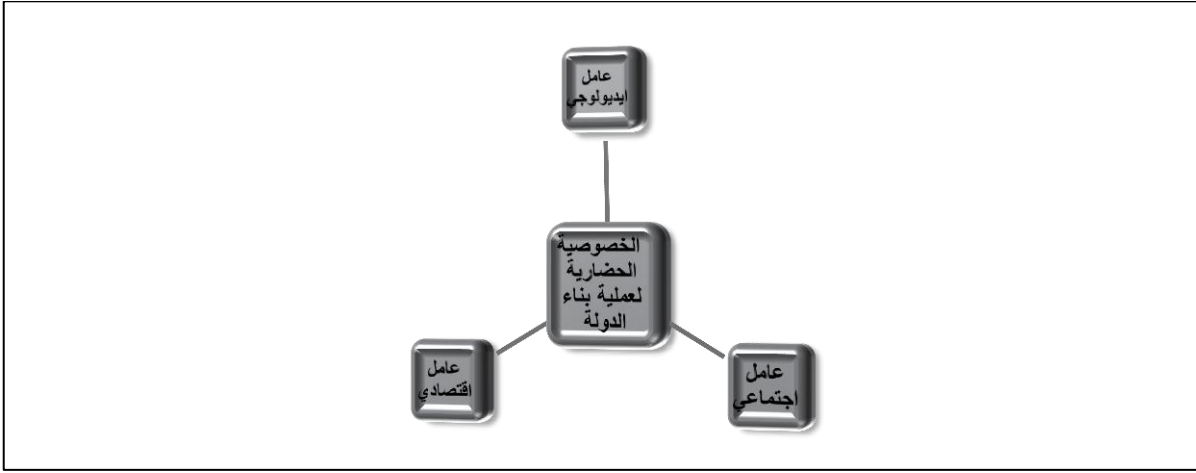 عامل
ايديولوجي
الخصوصية
الحضارية
لعملية بناء
الدولة
عامل
اجتماعي
عامل
اقتصادي